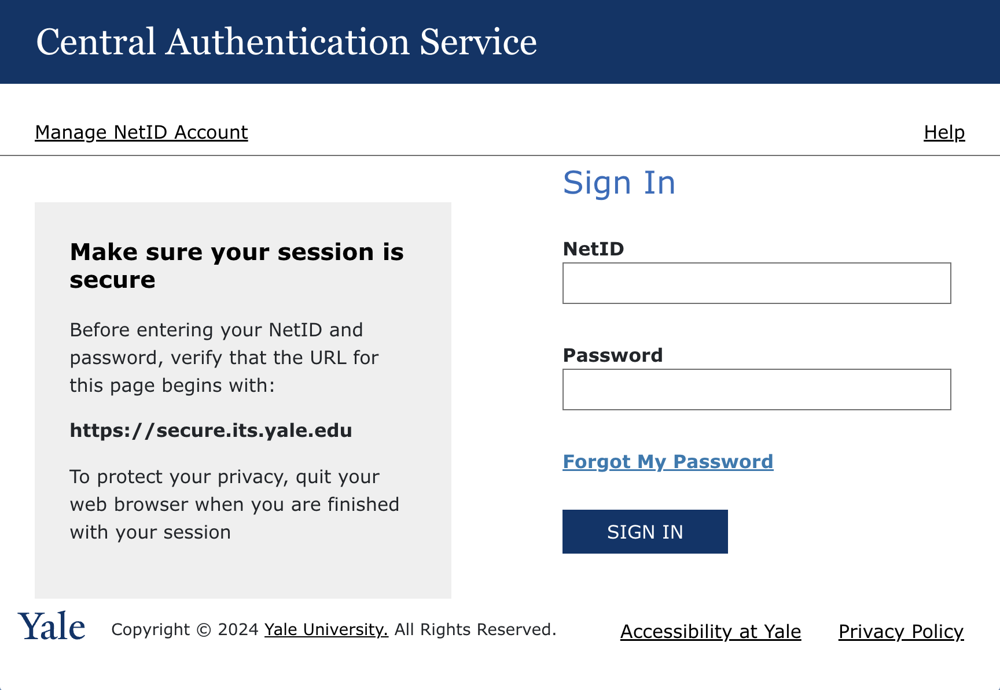 Central Authentication Service
Manage NetID Account
Help
Make sure your session is
secure
Before entering your NetID and
password, verify that the URL for
this page begins with:
https://secure.its.yale.edu
To protect your privacy, quit your
web browser when you are finished
with your session
Sign In
NetID
Password
Forgot My Password
SIGN IN
Yale
Copyright © 2024 Yale University. All Rights Reserved.
Accessibility at Yale
Privacy Policy